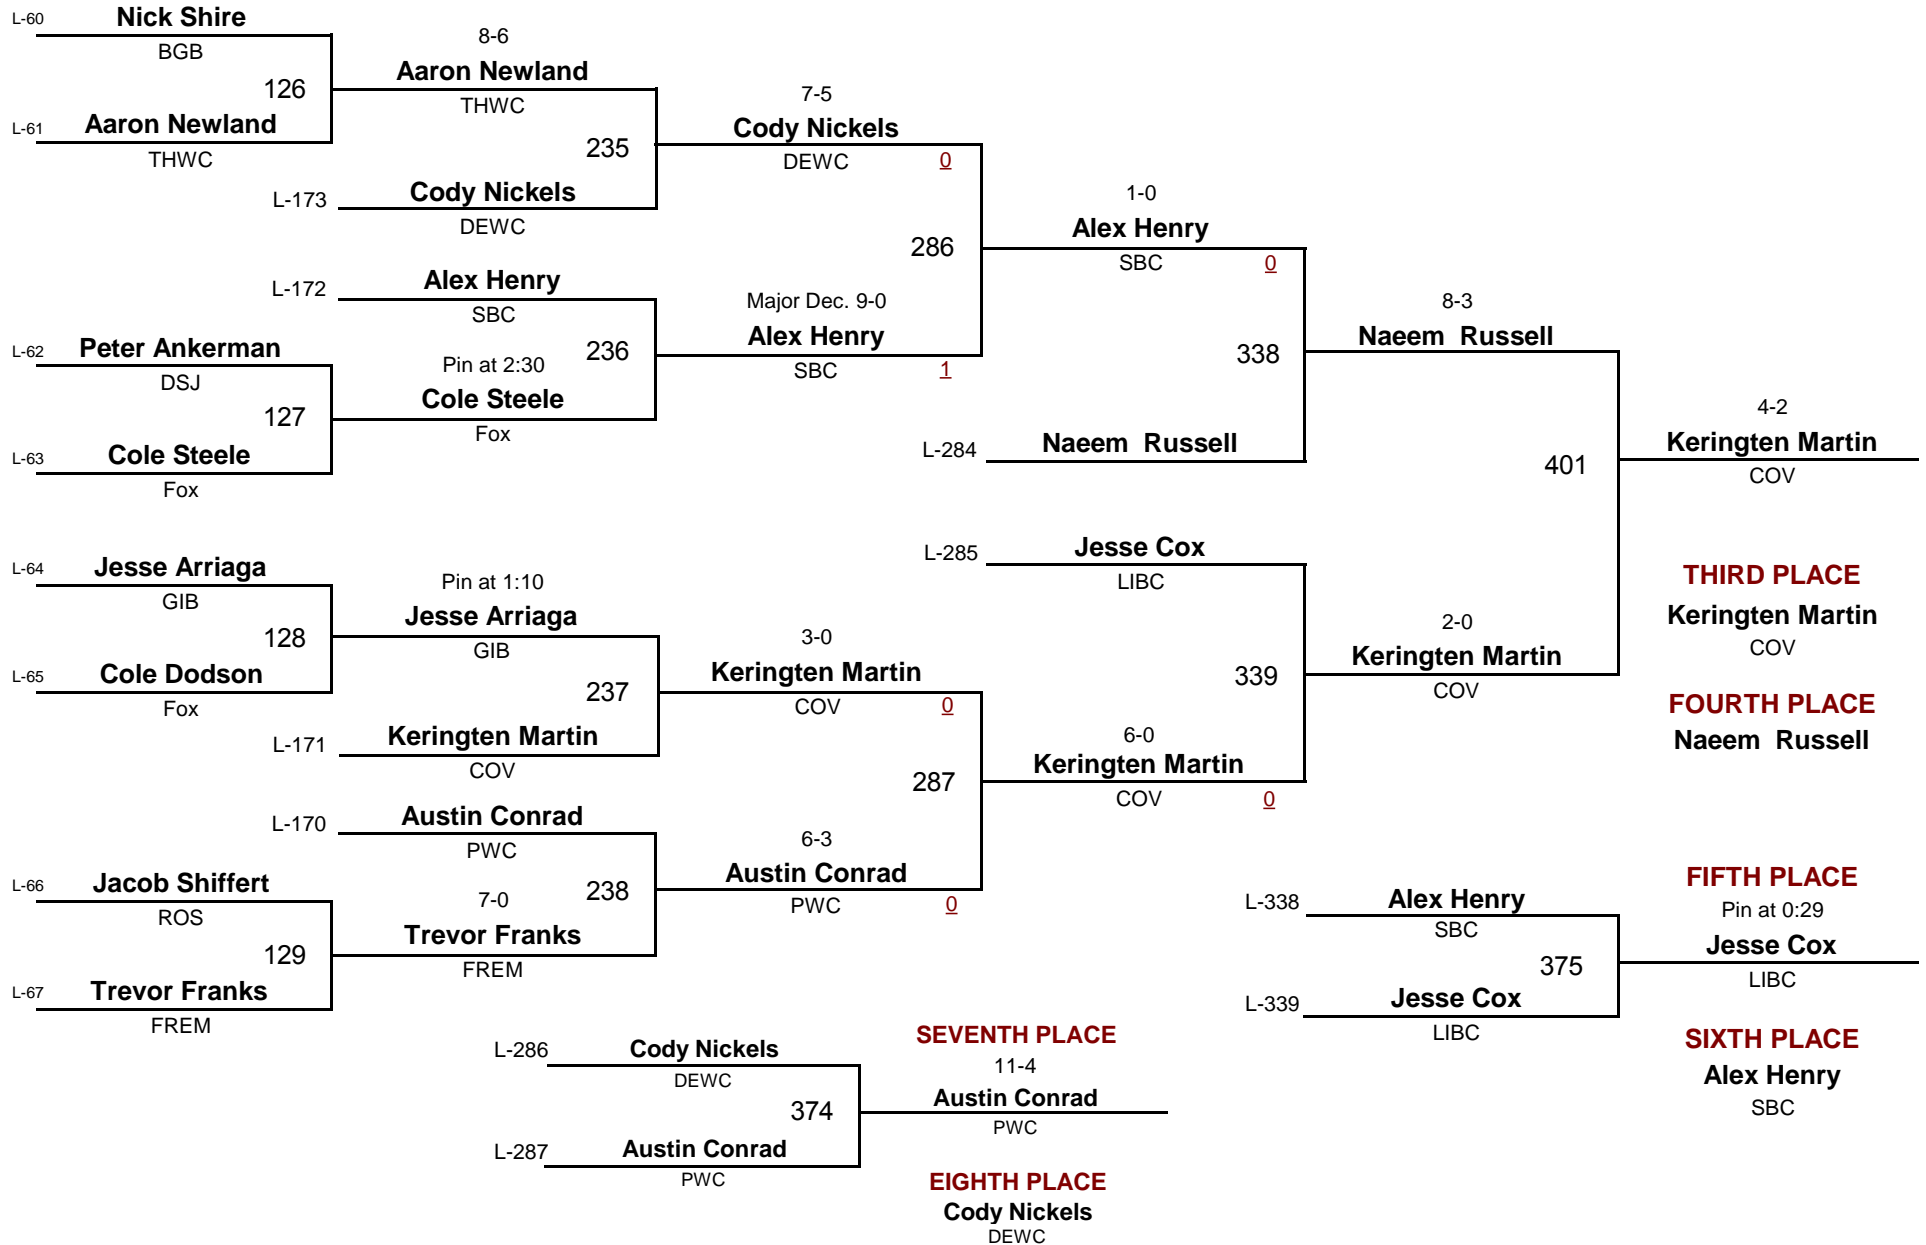 L-60 Nick Shire
BGB
126
L-61 Aaron Newland
THWC
8-6
Aaron Newland
THWC
235
L-173 Cody Nickels
DEWC
7-5
Cody Nickels
DEWC 0
286
L-172 Alex Henry
SBC
236
L-62 Peter Ankerman
DSJ
127
L-63 Cole Steele
Fox
Pin at 2:30
Cole Steele
Fox
Major Dec. 9-0
Alex Henry
SBC 1
1-0
Alex Henry
SBC 0
338
L-284 Naeem Russell
8-3
Naeem Russell
401
4-2
Keringten Martin
COV
L-64 Jesse Arriaga
GIB
128
L-65 Cole Dodson
Fox
Pin at 1:10
Jesse Arriaga
GIB
237
L-171 Keringten Martin
COV
3-0
Keringten Martin
COV 0
287
L-170 Austin Conrad
PWC
238
L-66 Jacob Shiffert
ROS
129
L-67 Trevor Franks
FREM
7-0
Trevor Franks
FREM
6-3
Austin Conrad
PWC 0
L-285 Jesse Cox
LIBC
339
6-0
Keringten Martin
COV 0
2-0
Keringten Martin
COV
THIRD PLACE
Keringten Martin
COV
FOURTH PLACE
Naeem Russell
L-338 Alex Henry
SBC
375
L-339 Jesse Cox
LIBC
FIFTH PLACE
Pin at 0:29
Jesse Cox
LIBC
SIXTH PLACE
Alex Henry
SBC
L-286 Cody Nickels
DEWC
374
L-287 Austin Conrad
PWC
SEVENTH PLACE
11-4
Austin Conrad
PWC
EIGHTH PLACE
Cody Nickels
DEWC